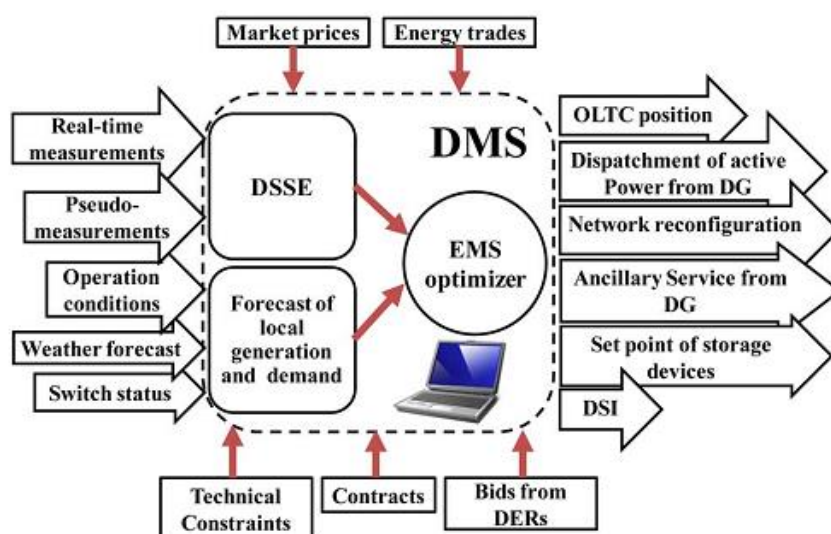 Market prices
Energy trades
Real-time
measurements
Pseudo-
measurements
Operation
conditions
Weather forecast
Switch status
DMS
DSSE
Forecast of
local
generation
and demand
EMS
optimizer
OLTC position
Dispatchment of active
Power from DG
Network reconfiguration
Ancillary Service from
DG
Set point of storage
devices
DSI
Technical
Constraints
Contracts
Bids from
DERs